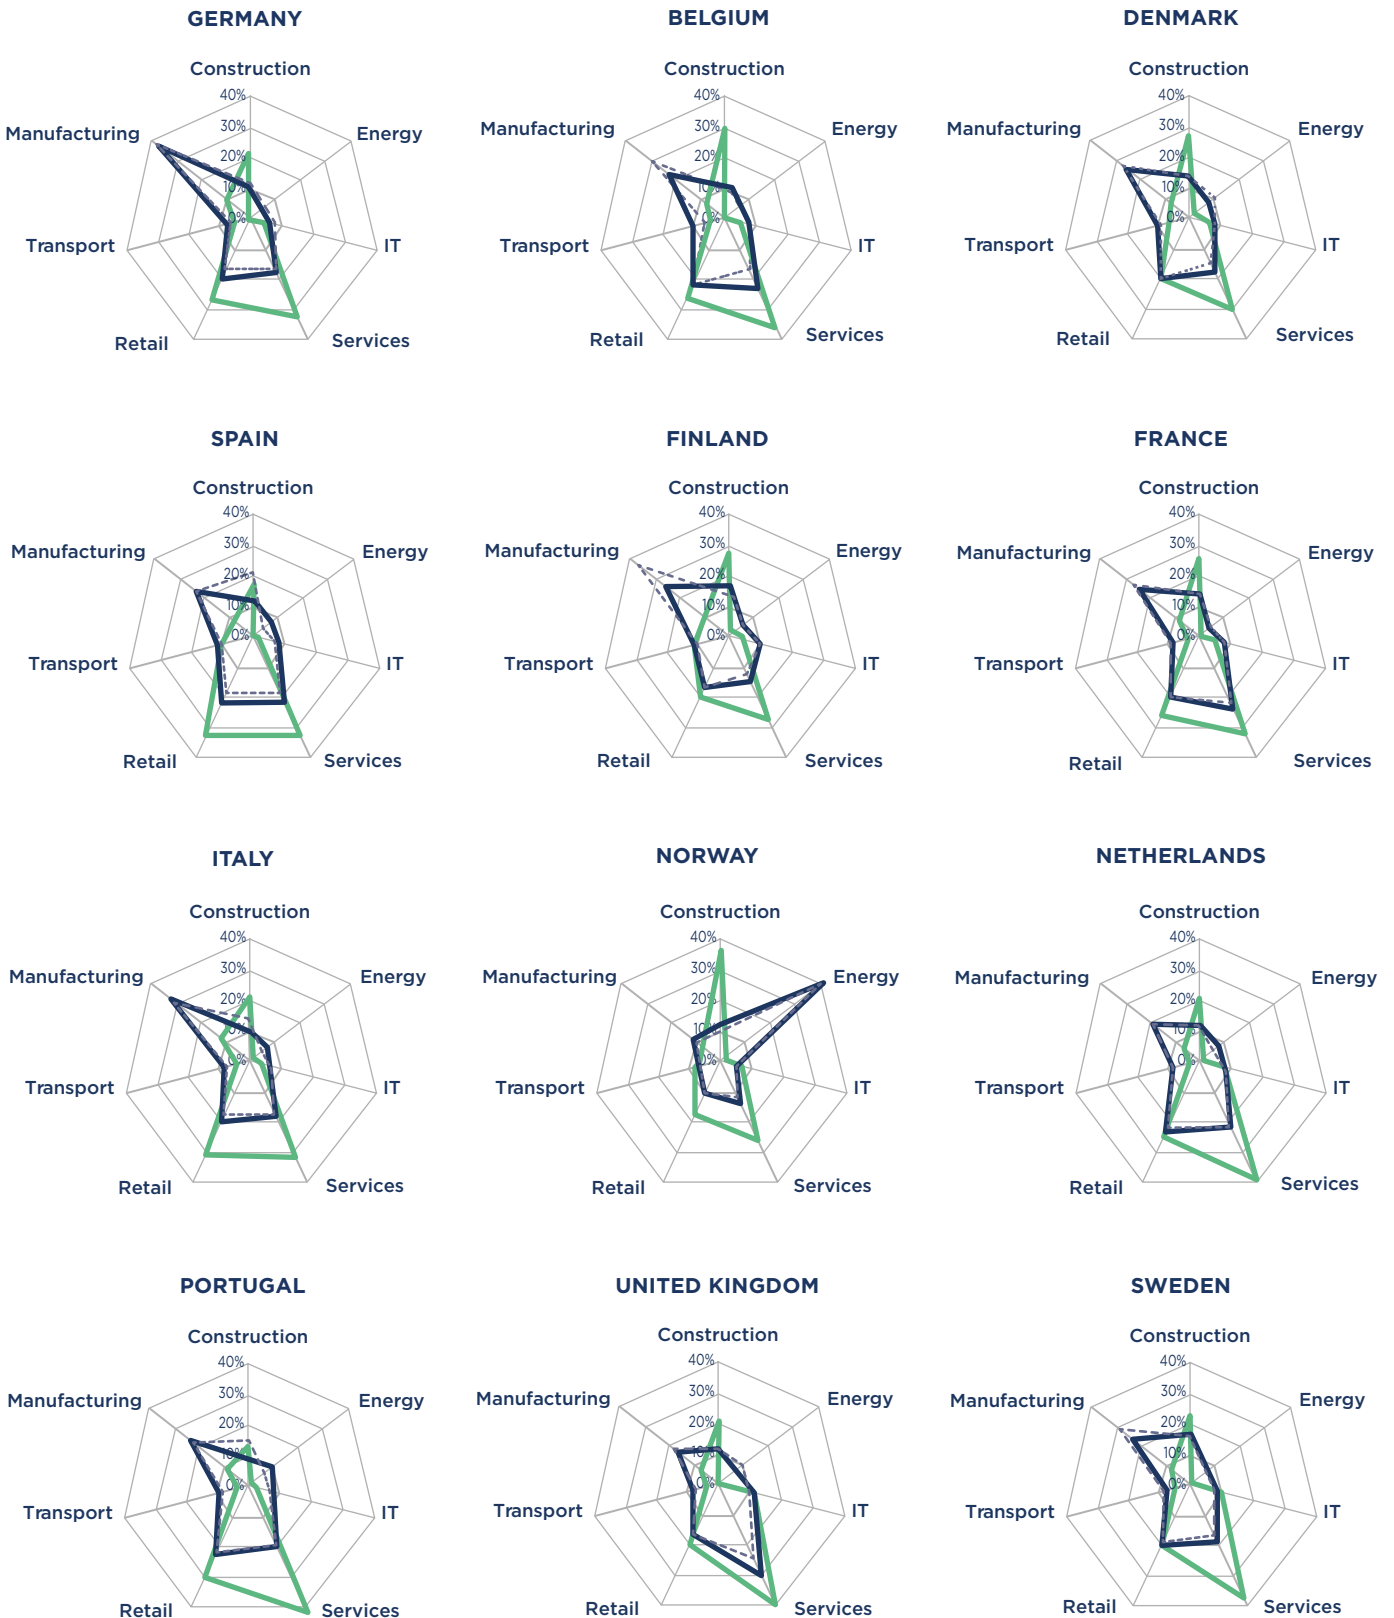 GERMANY
Construction
40%
Manufacturing
Energy
30%
20%
10%
0%
Transport
IT
Retail
Services
BELGIUM
Construction
40%
Manufacturing
Energy
30%
20%
10%
0%
Transport
IT
Retail
Services
DENMARK
Construction
40%
Manufacturing
Energy
30%
20%
10%
0%
Transport
IT
Retail
Services
SPAIN
Construction
40%
Manufacturing
Energy
30%
20%
10%
0%
Transport
IT
Retail
Services
FINLAND
Construction
40%
Manufacturing
Energy
30%
20%
10%
0%
Transport
IT
Retail
Services
FRANCE
Construction
40%
Manufacturing
Energy
30%
20%
10%
0%
Transport
IT
Retail
Services
ITALY
Construction
40%
Manufacturing
Energy
30%
20%
10%
0%
Transport
IT
Retail
Services
NORWAY
Construction
40%
Manufacturing
Energy
30%
20%
10%
0%
Transport
IT
Retail
Services
NETHERLANDS
Construction
40%
Manufacturing
Energy
30%
20%
10%
0%
Transport
IT
Retail
Services
PORTUGAL
Construction
40%
Manufacturing
Energy
30%
20%
10%
0%
Transport
IT
Retail
Services
UNITED KINGDOM
Construction
40%
Manufacturing
Energy
30%
20%
10%
0%
Transport
IT
Retail
Services
SWEDEN
Construction
40%
Manufacturing
Energy
30%
20%
10%
0%
Transport
IT
Retail
Services